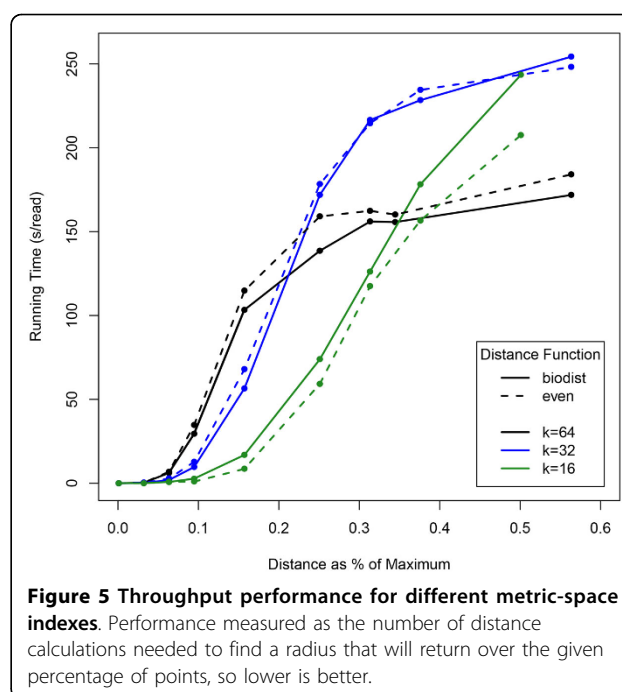 250
200
150
100
50
0
Running Time (s/read)
0.0 0.1 0.2 0.3 0.4 0.5 0.6
Distance as % of Maximum
Distance Function
biodist
even
k=64
k=32
k=16
Figure 5 Throughput performance for different metric-space
indexes. Performance measured as the number of distance
calculations needed to find a radius that will return over the given
percentage of points, so lower is better.